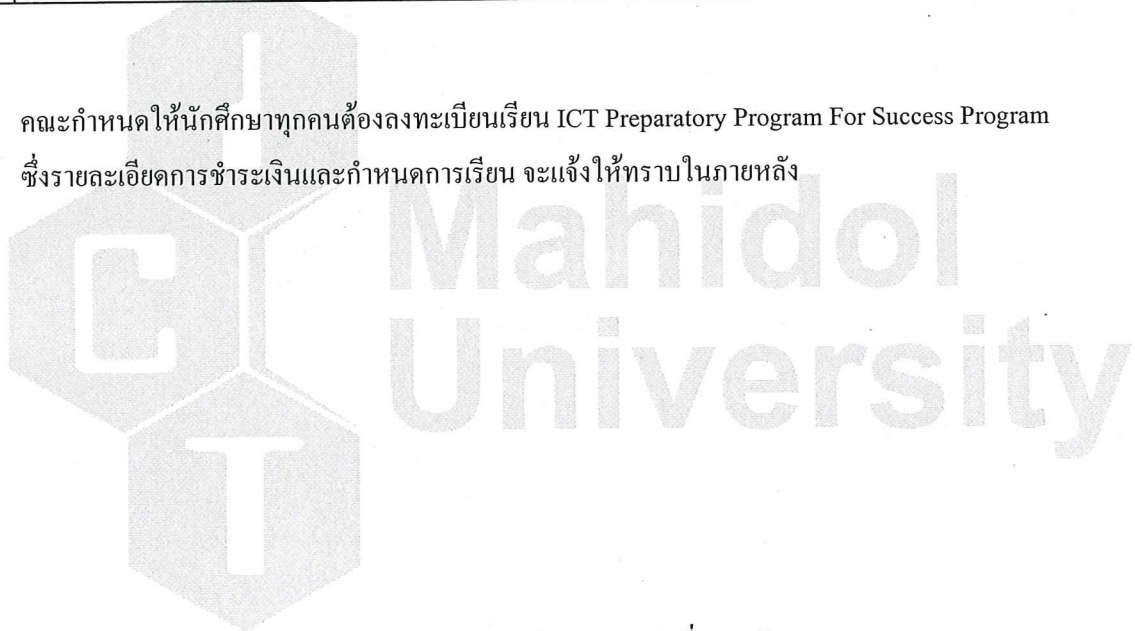 คณะกำหนดให้นักศึกษาทุกคนต้องลงทะเบียนเรียน ICT Preparatory Program For Success Program
ซึ่งรายละเอียดการชำระเงินและกำหนดการเรียน จะแจ้งให้ทราบในภายหลัง
I
C
T
Mahidol
University